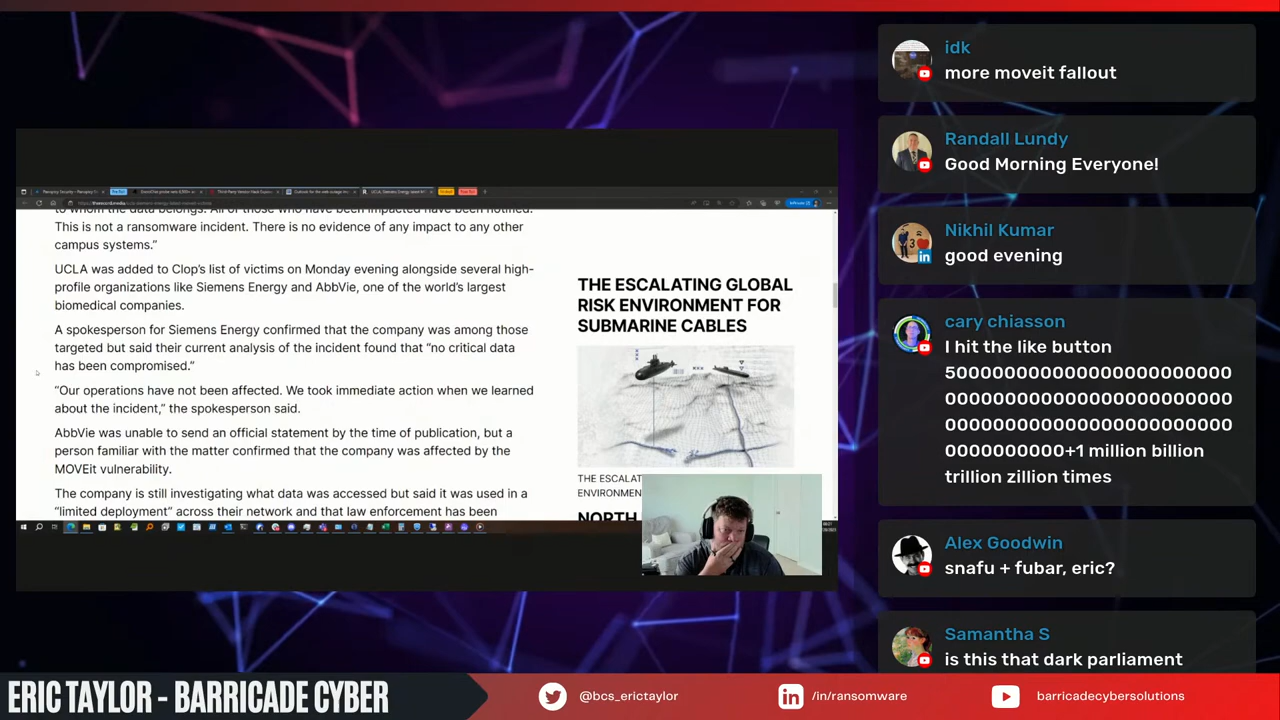 to whom the data belongs. All of those who have been impacted have been notified.
This is not a ransomware incident. There is no evidence of any impact to any other
campus systems.”
UCLA was added to Clop’s list of victims on Monday evening alongside several high-
profile organizations like Siemens Energy and AbbVie, one of the world’s largest
biomedical companies.
A spokesperson for Siemens Energy confirmed that the company was among those
targeted but said their current analysis of the incident found that “no critical data
has been compromised.”
“Our operations have not been affected. We took immediate action when we learned
about the incident,” the spokesperson said.
AbbVie was unable to send an official statement by the time of publication, but a
person familiar with the matter confirmed that the company was affected by the
MOVEit vulnerability.
The company is still investigating what data was accessed but said it was used in a
“limited deployment” across their network and that law enforcement has been
THE ESCALATING GLOBAL
RISK ENVIRONMENT FOR
SUBMARINE CABLES
THE ESCALAT
ENVIRONMEN
NORTH
idk
more moveit fallout
Randall Lundy
Good Morning Everyone!
Nikhil Kumar
good evening
cary chiasson
I hit the like button
50000000000000000000000000
00000000000000000000000000
00000000000000000000000000
0000000000+1 million billion
trillion zillion times
Alex Goodwin
snafu + fubar, eric?
Samantha S
is this that dark parliament
ERIC TAYLOR - BARRICADE CYBER
@bcs_erictaylor
/in/ransomware
barricadecybersolutions